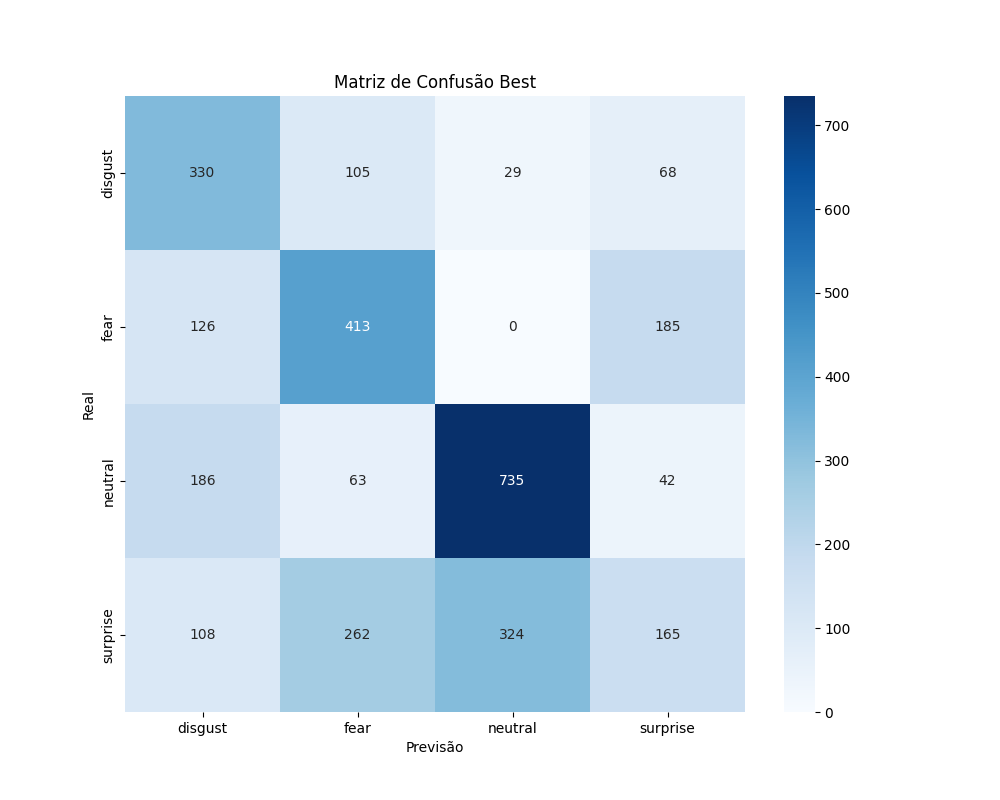 Matriz de Confusão Best
disgust 330 105 29 68
fear 126 413 0 185
neutral 186 63 735 42
surprise 108 262 324 165
disgust fear neutral surprise
Previsão
Real
700
600
500
400
300
200
100
0